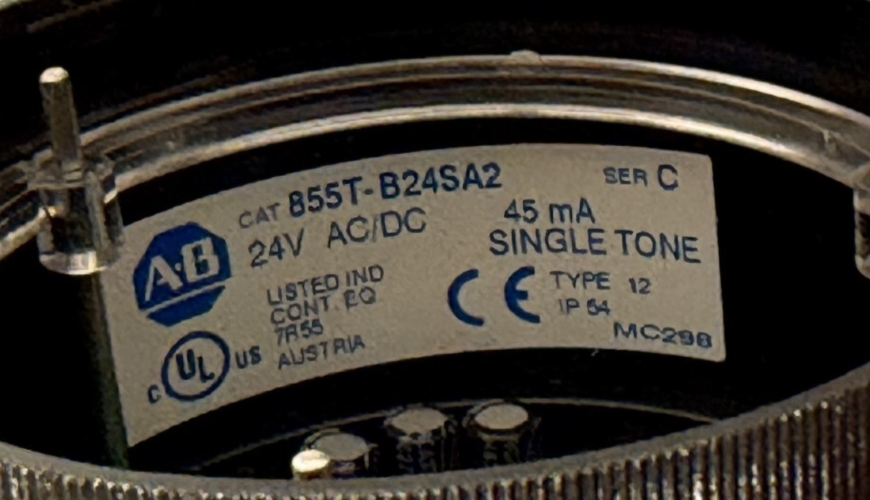 CAT 855T-B24SA2 SER C
24V AC/DC 45 mA
SINGLE TONE
A·B
LISTED IND
CONT. EQ
7R55
AUSTRIA
C UL US
CE TYPE 12
IP 54
MC298